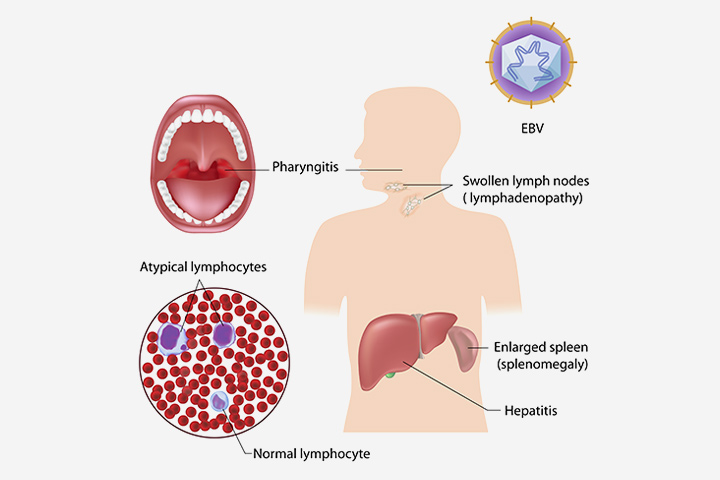 EBV
Pharyngitis
Swollen lymph nodes
( lymphadenopathy)
Atypical lymphocytes
Enlarged spleen
(splenomegaly)
Hepatitis
Normal lymphocyte